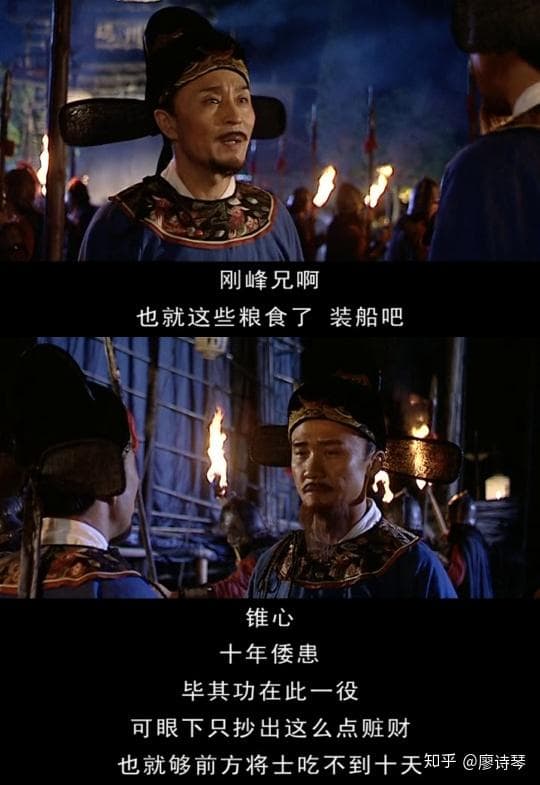 刚峰兄啊
也就这些粮食了 装船吧
锥心
十年倭患
毕其功在此一役
可眼下只抄出这么点赃财
也就够前方将士吃不到十天
知乎 @廖诗琴